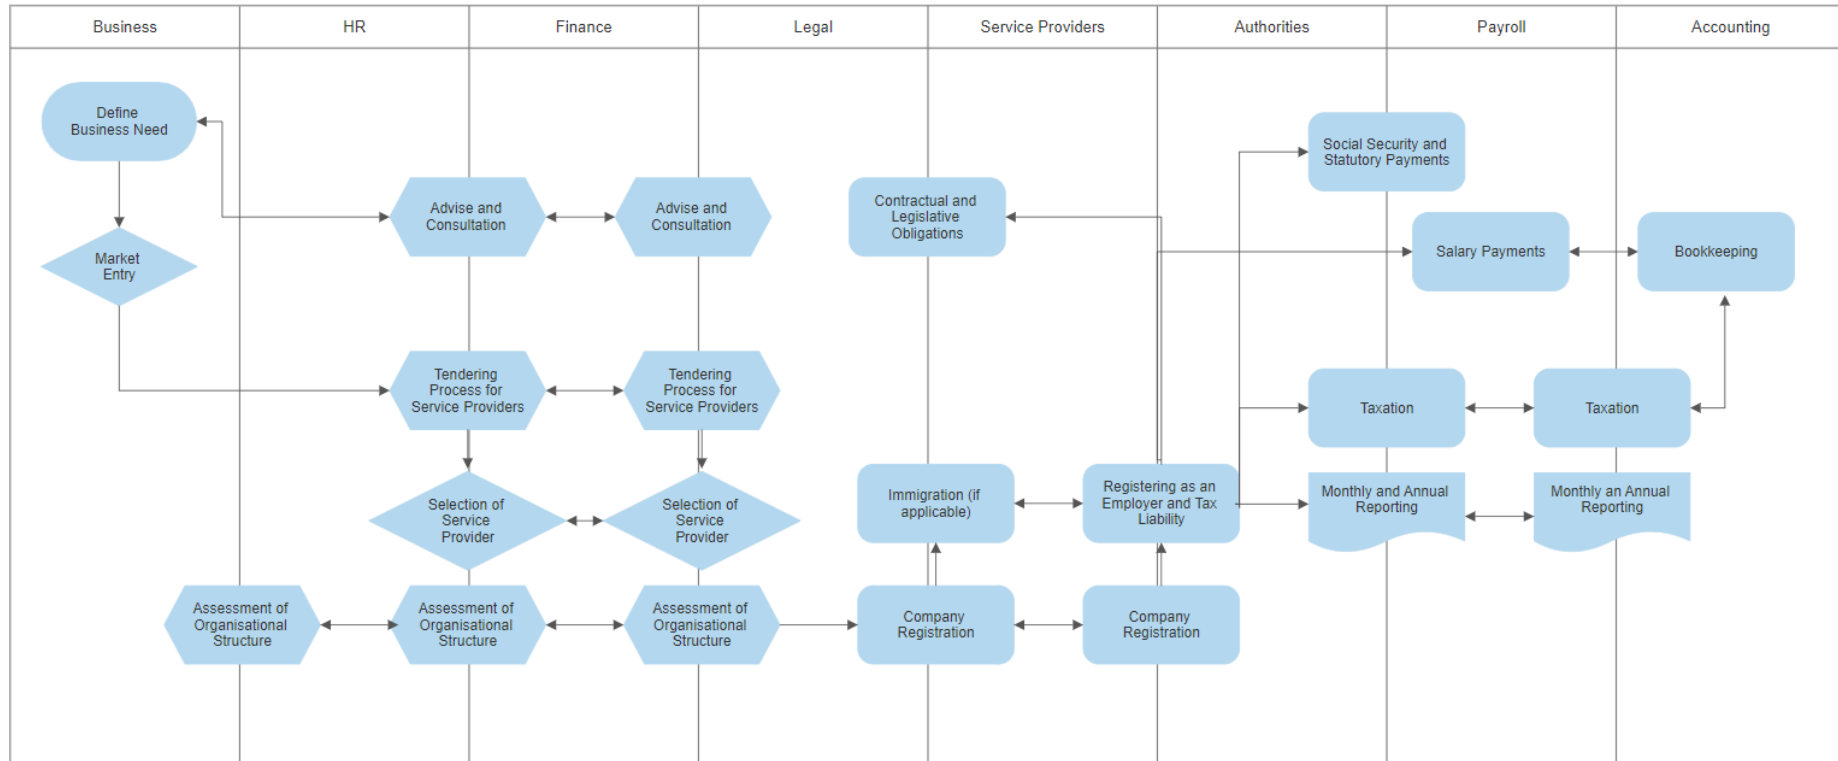 Business
HR
Finance
Legal
Service Providers
Authorities
Payroll
Accounting
Define
Business Need
Social Security and
Statutory Payments
Advise and
Consultation
Advise and
Consultation
Contractual and
Legislative
Obligations
Salary Payments
Bookkeeping
Market
Entry
Tendering
Process for
Service Providers
Tendering
Process for
Service Providers
Taxation
Taxation
Selection of
Service
Provider
Selection of
Service
Provider
Immigration (if
applicable)
Registering as an
Employer and Tax
Liability
Monthly and Annual
Reporting
Monthly an Annual
Reporting
Assessment of
Organisational
Structure
Assessment of
Organisational
Structure
Assessment of
Organisational
Structure
Company
Registration
Company
Registration